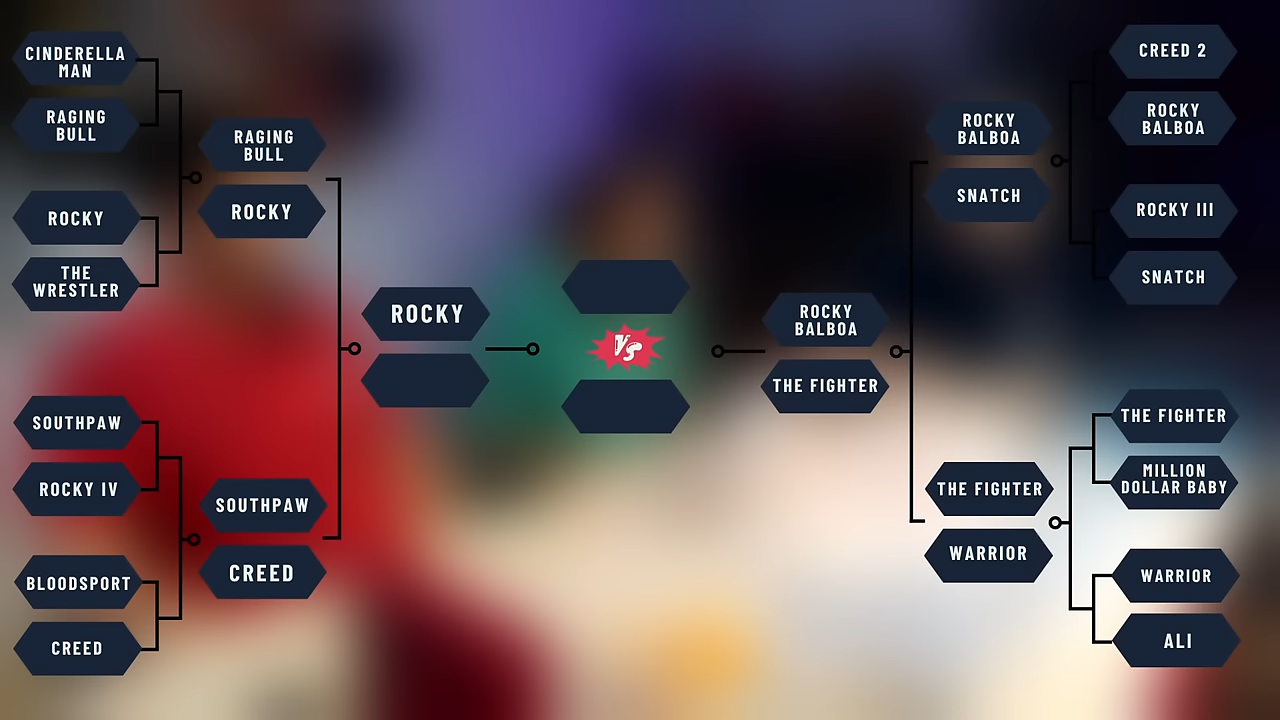 CINDERELLA
MAN
RAGING
BULL
ROCKY
THE
WRESTLER
SOUTHPAW
ROCKY IV
BLOODSPORT
CREED
RAGING
BULL
ROCKY
SOUTHPAW
CREED
ROCKY
VS
ROCKY
BALBOA
THE FIGHTER
ROCKY
BALBOA
SNATCH
THE FIGHTER
WARRIOR
CREED 2
ROCKY
BALBOA
ROCKY III
SNATCH
THE FIGHTER
MILLION
DOLLAR BABY
WARRIOR
ALI